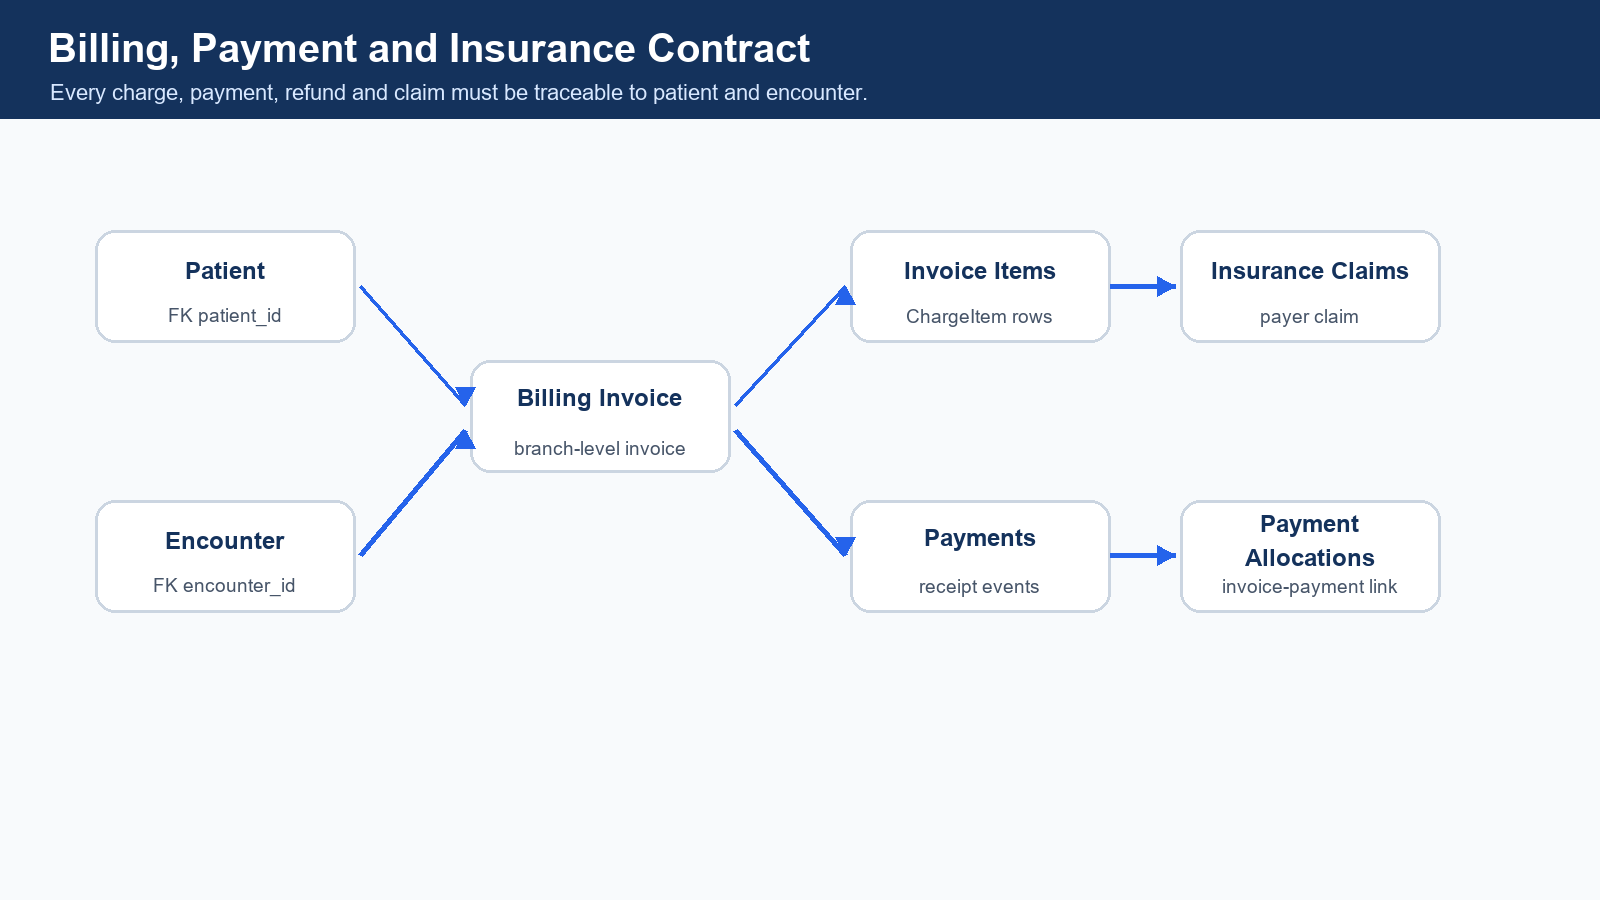 Billing, Payment and Insurance Contract
Every charge, payment, refund and claim must be traceable to patient and encounter.
Patient
FK patient_id
Encounter
FK encounter_id
Billing Invoice
branch-level invoice
Invoice Items
ChargeItem rows
Insurance Claims
payer claim
Payments
receipt events
Payment
Allocations
invoice-payment link